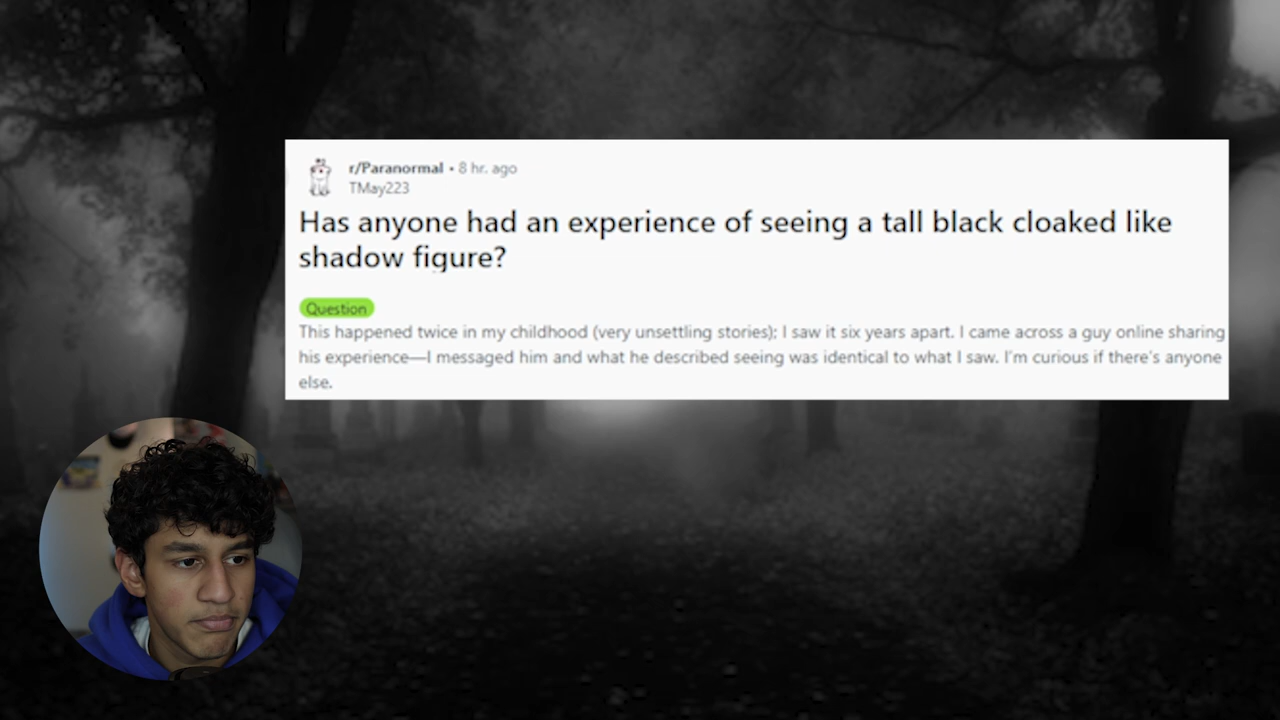 r/Paranormal • 8 hr. ago
TMay223
Has anyone had an experience of seeing a tall black cloaked like
shadow figure?
Question
This happened twice in my childhood (very unsettling stories); I saw it six years apart. I came across a guy online sharing
his experience—I messaged him and what he described seeing was identical to what I saw. I'm curious if there's anyone
else.